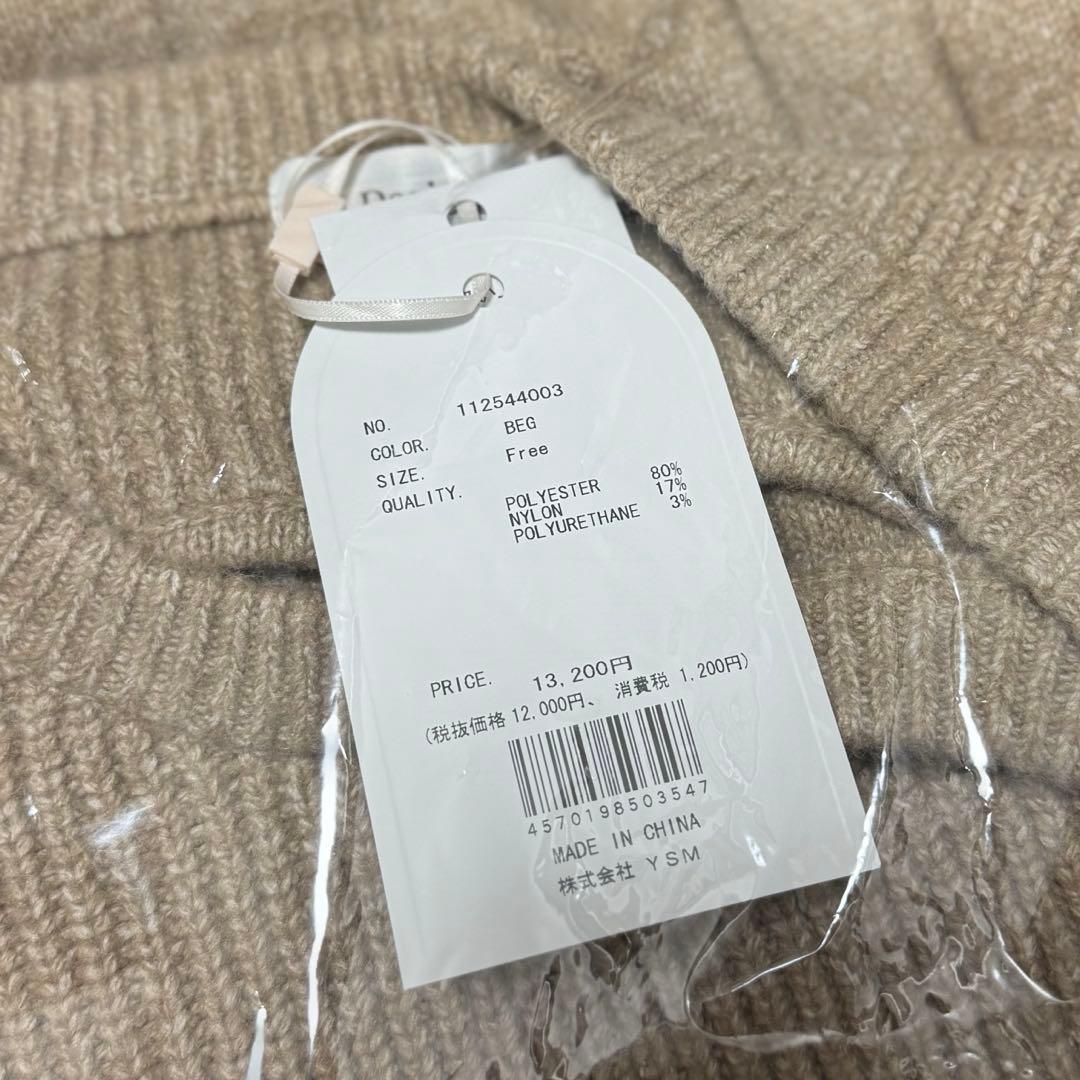 NO. 112544003
COLOR. BEG
SIZE. Free
QUALITY. POLYESTER 80%
NYLON 17%
POLYURETHANE 3%
PRICE. 13,200円
(税抜価格 12,000円、 消費税 1,200円)
4570198503547
MADE IN CHINA
株式会社 YSM